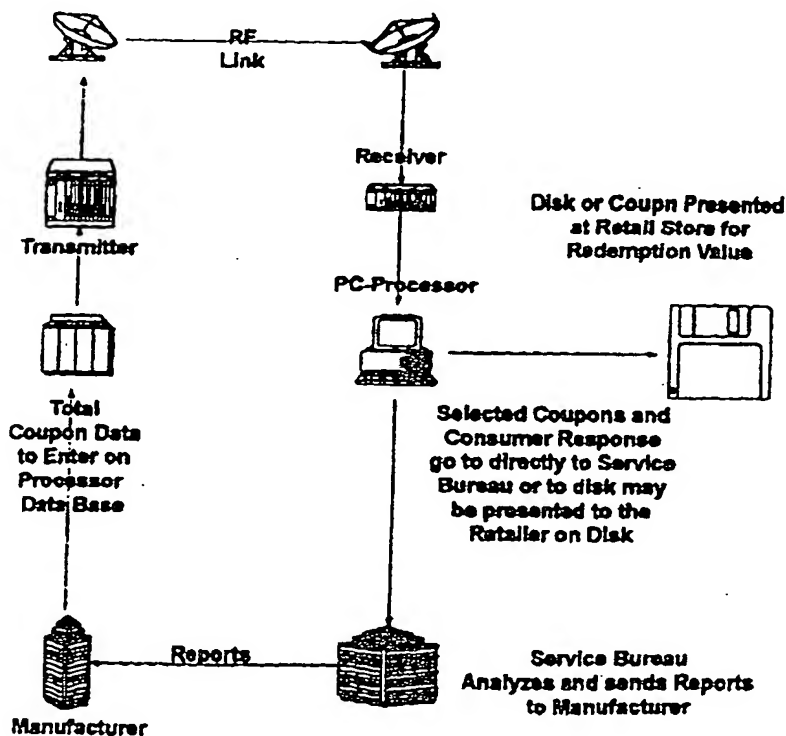 RF
Link
Receiver
Disk or Coupn Presented
at Retail Store for
Redemption Value
Transmitter
PC-Processor
Total
Coupon Data
to Enter on
Processor
Data Base
Selected Coupons and
Consumer Response
go to directly to Service
Bureau or to disk may
be presented to the
Retailer on Disk
Reports
Service Bureau
Analyzes and sends Reports
to Manufacturer
Manufacturer